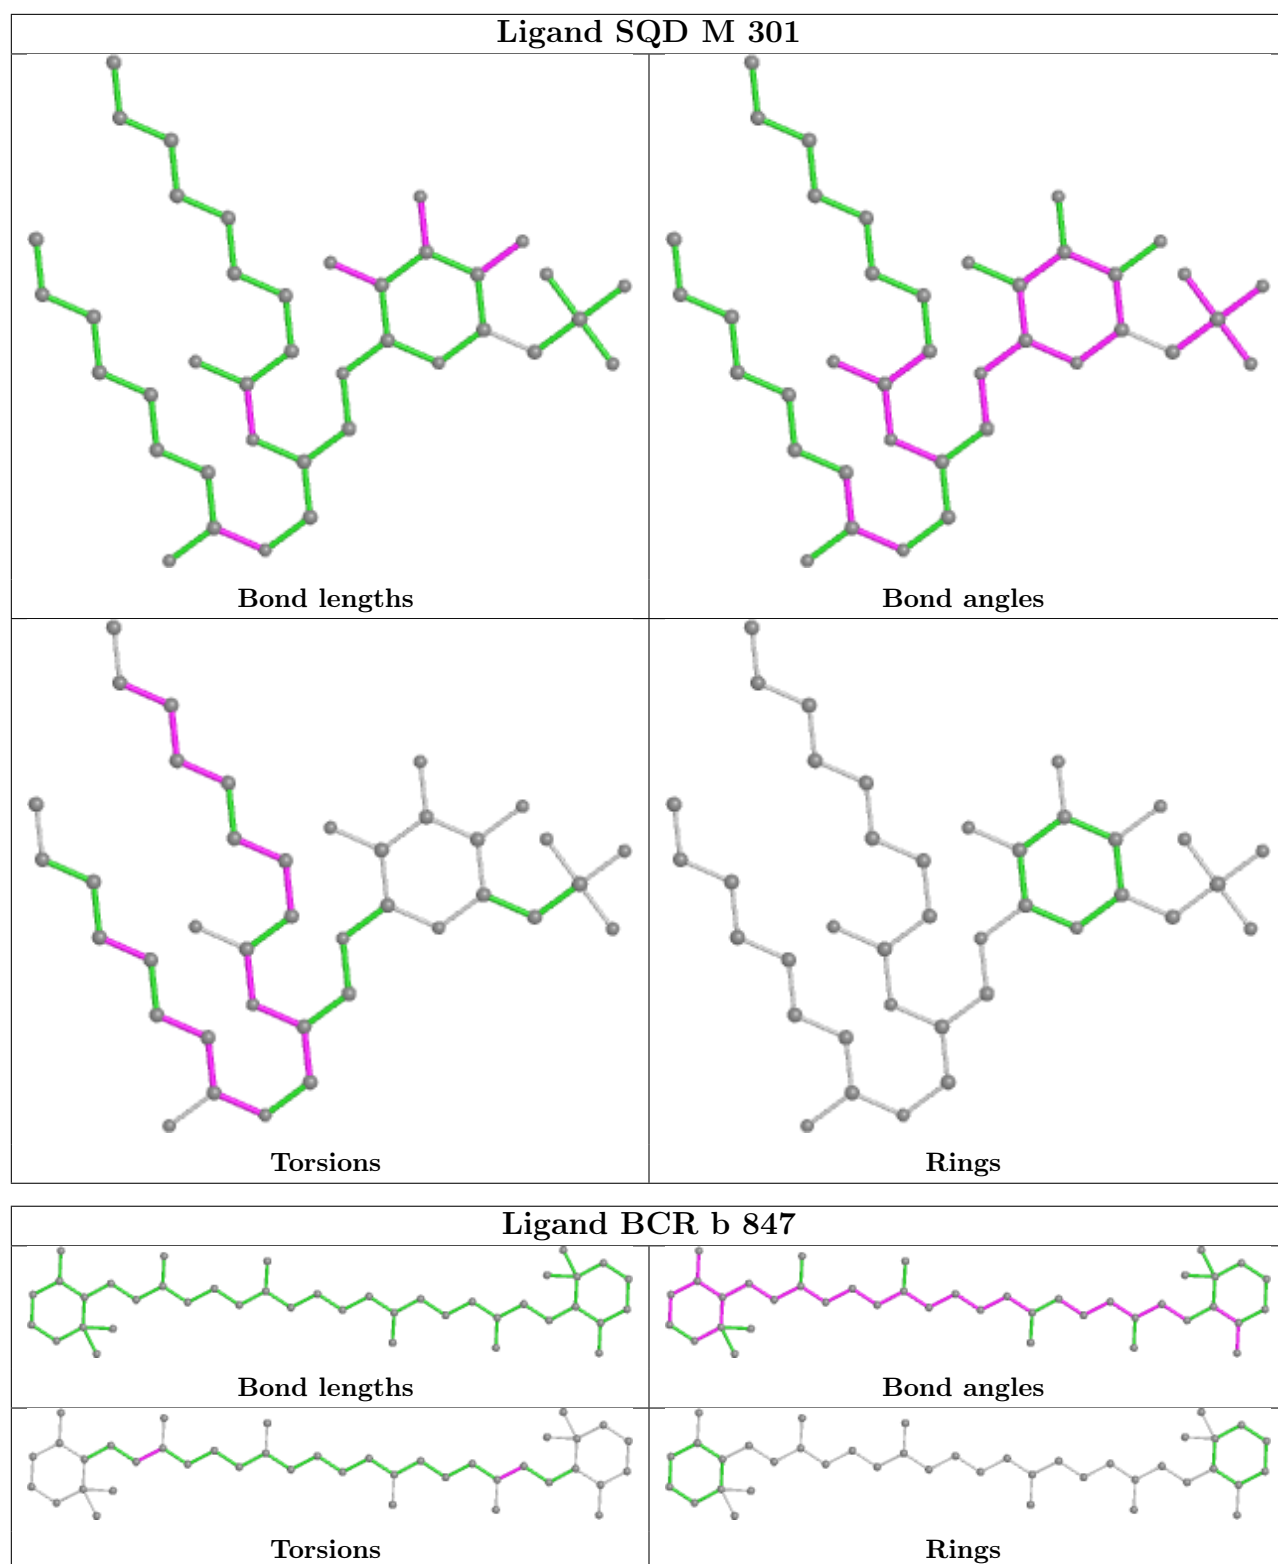 Ligand SQD M 301
Bond lengths
Bond angles
Torsions
Rings
Ligand BCR b 847
Bond lengths
Bond angles
Torsions
Rings